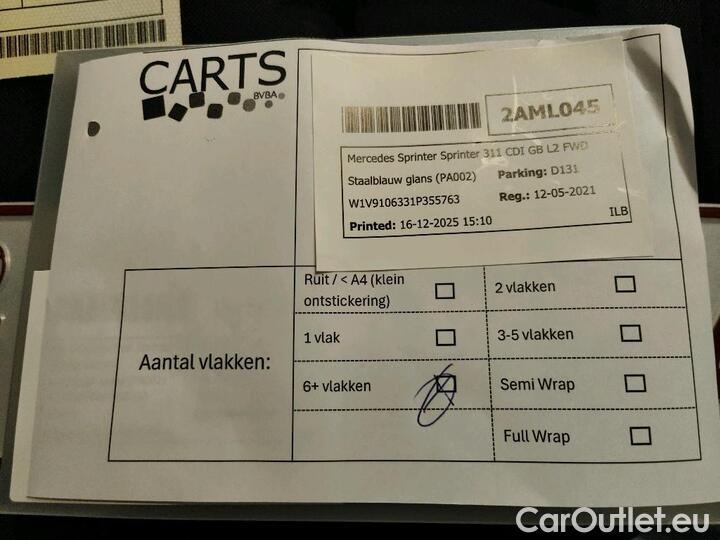 CARTS
BVBA
2AML045
Mercedes Sprinter Sprinter 311 CDI GB L2 FWD
Staalblauw glans (PA002) Parking: D131
W1V9106331P355763 Reg.: 12-05-2021
Printed: 16-12-2025 15:10
ILB
Aantal vlakken:
Ruit / < A4 (klein
ontstickering)
2 vlakken
1 vlak
3-5 vlakken
6+ vlakken
Semi Wrap
Full Wrap
CarOutlet.eu